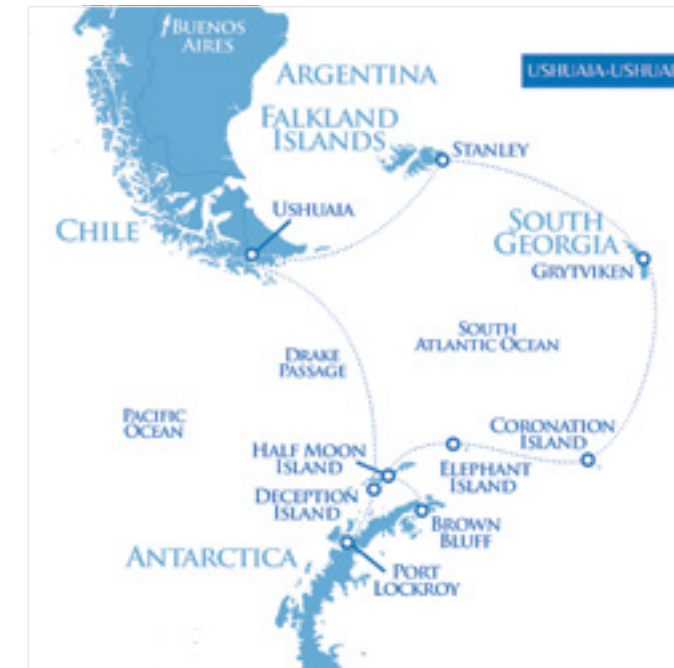 BUENOS
AIRES
ARGENTINA
USHUAIA-USHUAI
FALKLAND
ISLANDS
STANLEY
USHUAIA
CHILE
SOUTH
GEORGIA
GRYTVIKEN
SOUTH
ATLANTIC OCEAN
DRAKE
PASSAGE
PACIFIC
OCEAN
CORONATION
ISLAND
HALF MOON
ISLAND
ELEPHANT
ISLAND
DECEPTION
ISLAND
BROWN
BLUFF
ANTARCTICA
PORT
LOCKROY